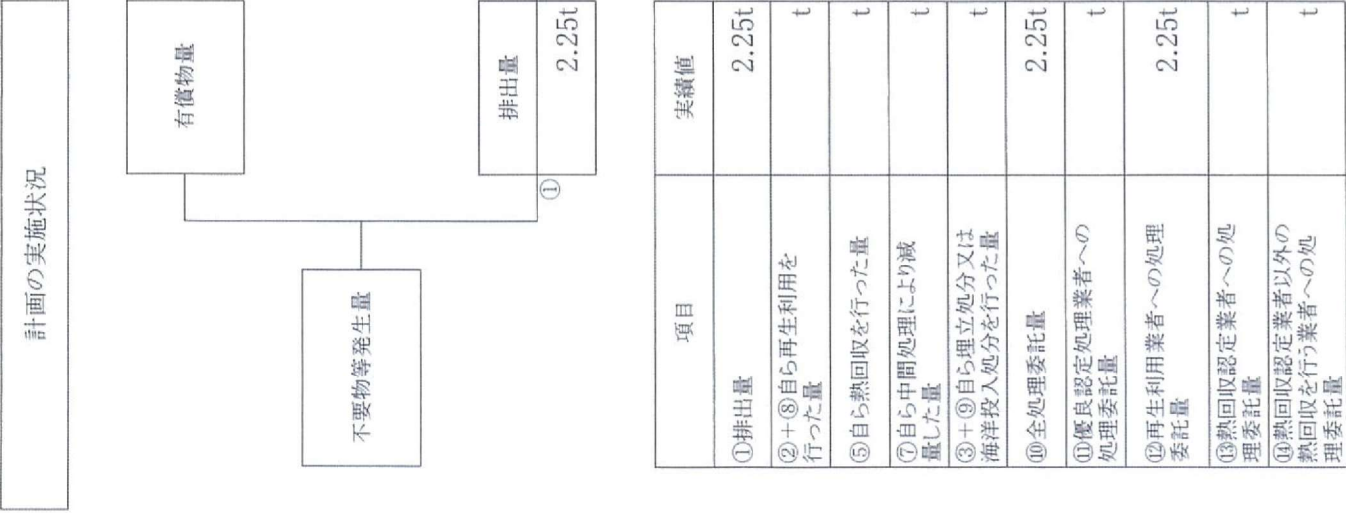 計画の実施状況
有償物量
不要物等発生量
排出量
①
2.25t
項目 実績値
①排出量 2.25t
②+⑧自ら再生利用を
行った量 t
⑤自ら熱回収を行った量 t
⑦自ら中間処理により減
量した量 t
③+⑨自ら埋立処分又は
海洋投入処分を行った量 t
⑩全処理委託量 2.25t
⑪優良認定処理業者への
処理委託量 t
⑫再生利用業者への処理
委託量 2.25t
⑬熱回収認定業者への処
理委託量 t
⑭熱回収認定業者以外の
熱回収を行う業者への処
理委託量 t